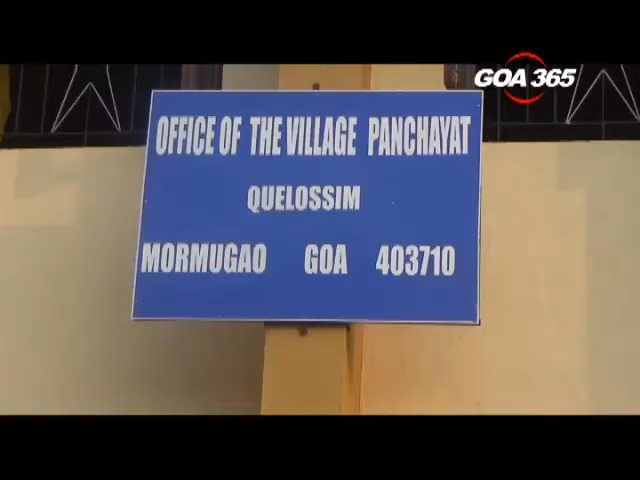 GOA 365
OFFICE OF THE VILLAGE PANCHAYAT
QUELOSSIM
MORMUGAO GOA 403710